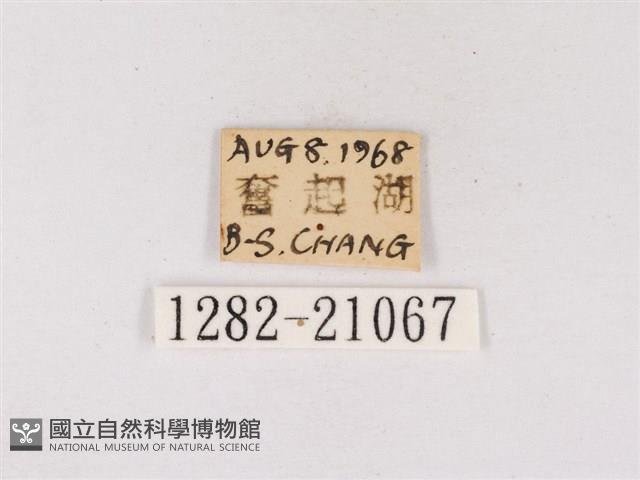 AUG 8. 1968
奮起湖
B-S. CHANG
1282-21067
國立自然科學博物館
NATIONAL MUSEUM OF NATURAL SCIENCE